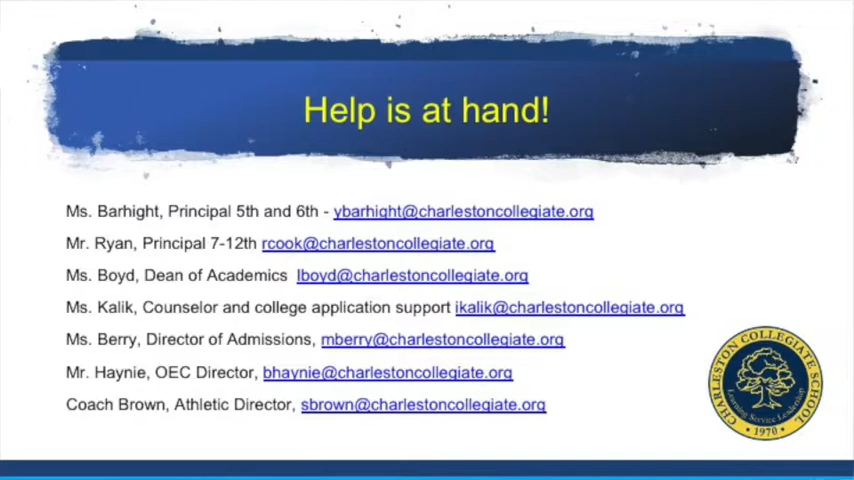 Help is at hand!
Ms. Barhight, Principal 5th and 6th - ybarhight@charlestoncollegiate.org
Mr. Ryan, Principal 7-12th rcook@charlestoncollegiate.org
Ms. Boyd, Dean of Academics lboyd@charlestoncollegiate.org
Ms. Kalik, Counselor and college application support ikalik@charlestoncollegiate.org
Ms. Berry, Director of Admissions, mberry@charlestoncollegiate.org
Mr. Haynie, OEC Director, bhaynie@charlestoncollegiate.org
Coach Brown, Athletic Director, sbrown@charlestoncollegiate.org
CHARLESTON COLLEGIATE SCHOOL
Learning Service Leadership
• 1970 •